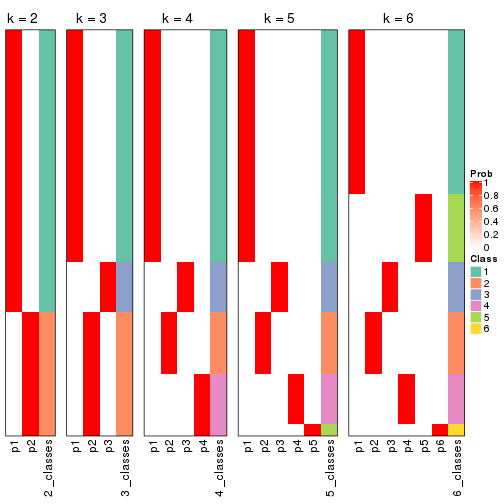 k = 2
k = 3
k = 4
k = 5
k = 6
Prob
1
0.8
0.6
0.4
0.2
0
Class
1
2
3
4
5
6
p1
p2
2_classes
p1
p2
p3
3_classes
p1
p2
p3
p4
4_classes
p1
p2
p3
p4
p5
5_classes
p1
p2
p3
p4
p5
p6
6_classes